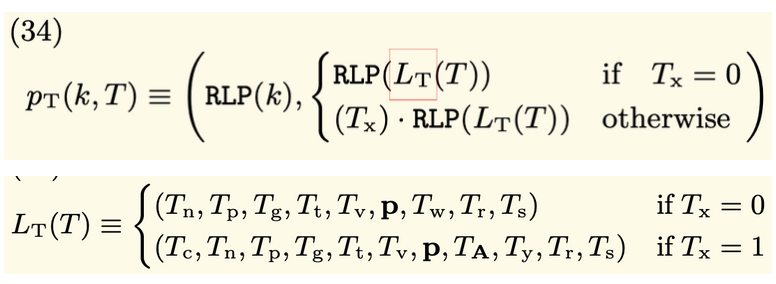 (34)
p_T(k, T) ≡ ( RLP(k), { RLP(L_T(T)) if T_x = 0
(T_x) · RLP(L_T(T)) otherwise )
L_T(T) ≡ { (T_n, T_p, T_g, T_t, T_v, **p**, T_w, T_r, T_s) if T_x = 0
(T_c, T_n, T_p, T_g, T_t, T_v, **p**, T_**A**, T_y, T_r, T_s) if T_x = 1